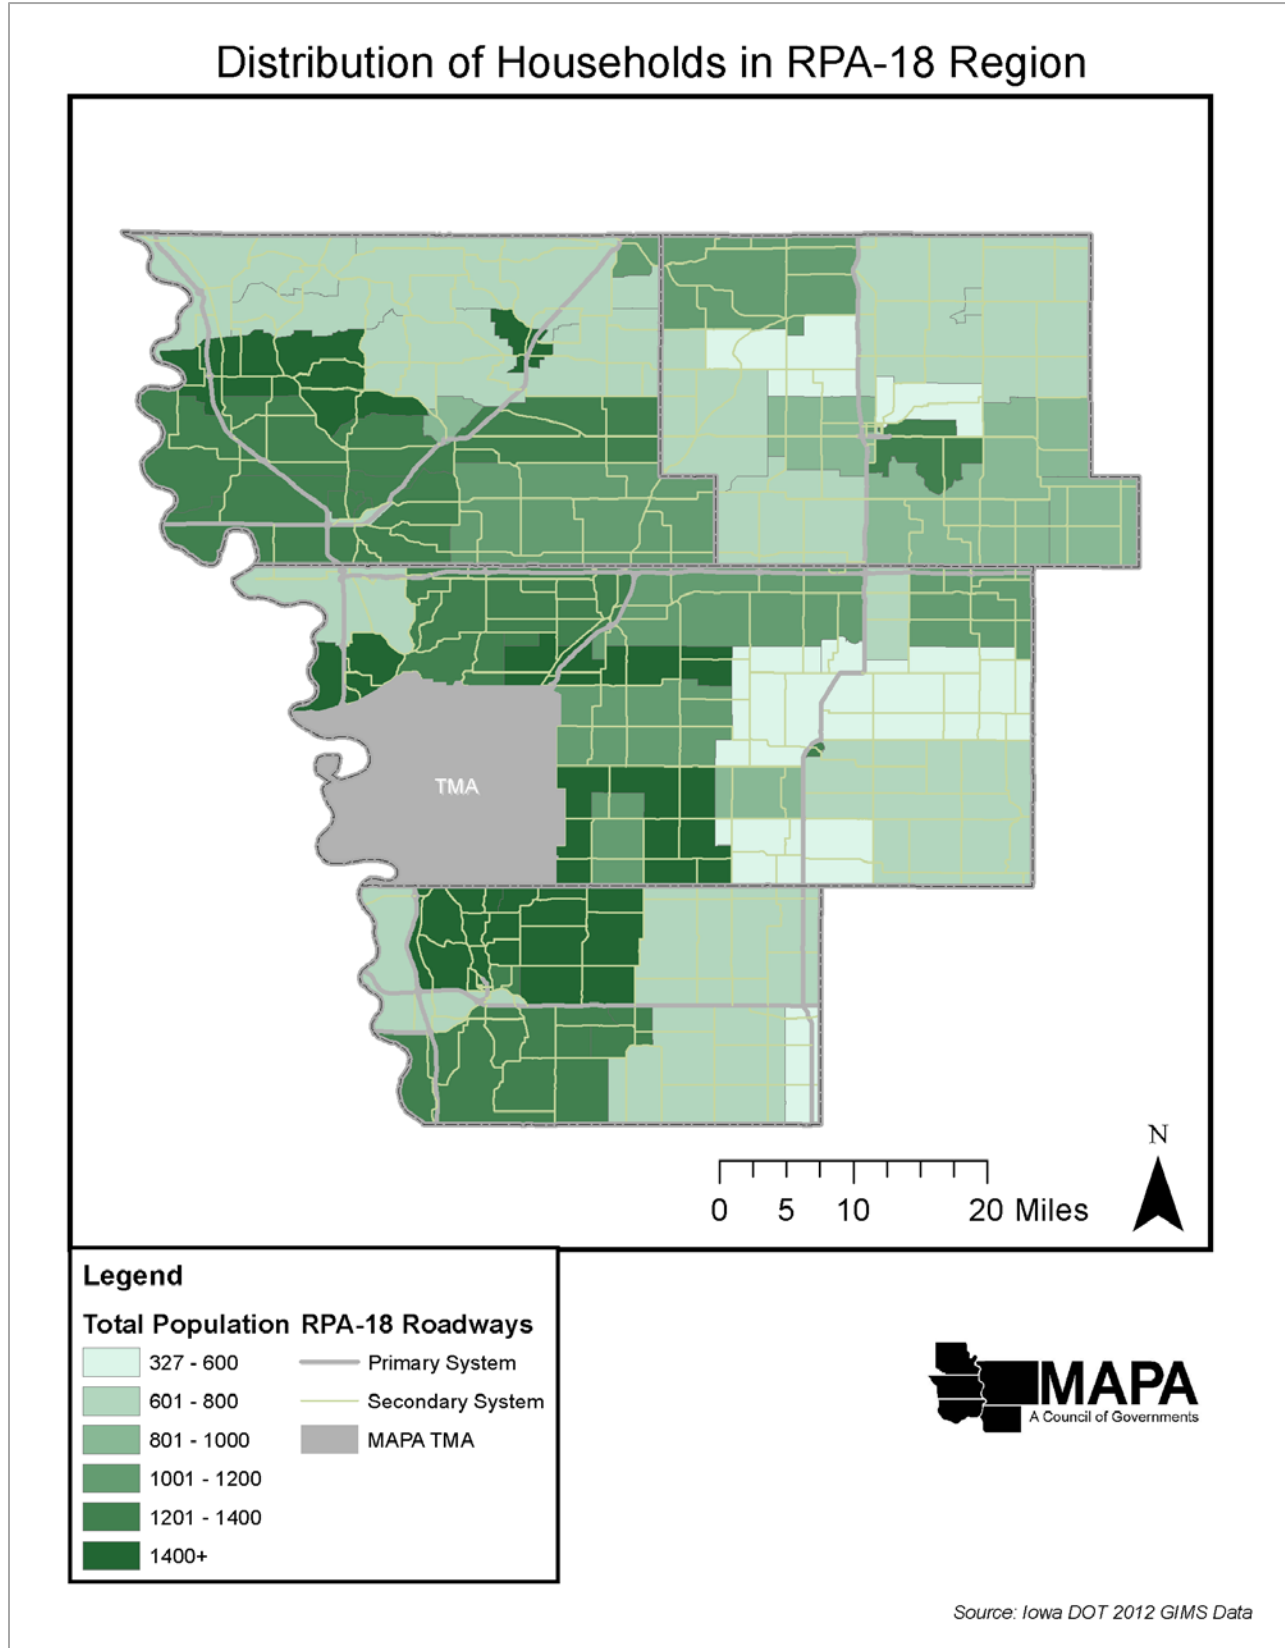 Distribution of Households in RPA-18 Region
TMA
N
0 5 10 20 Miles
Legend
Total Population RPA-18 Roadways
327 - 600 Primary System
601 - 800 Secondary System
801 - 1000 MAPA TMA
1001 - 1200
1201 - 1400
1400+
MAPA
A Council of Governments
Source: Iowa DOT 2012 GIMS Data